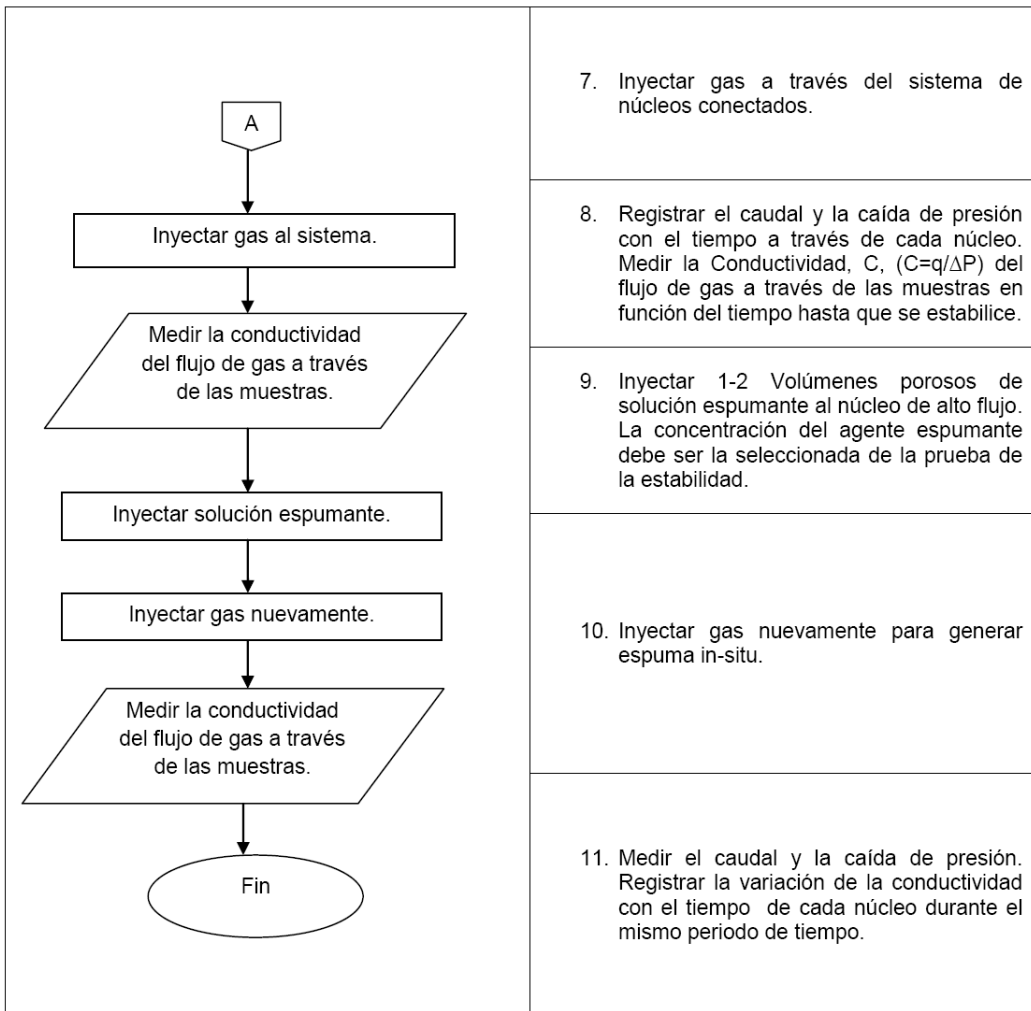 A
Inyectar gas al sistema.
Medir la conductividad
del flujo de gas a través
de las muestras.
Inyectar solución espumante.
Inyectar gas nuevamente.
Medir la conductividad
del flujo de gas a través
de las muestras.
Fin
7. Inyectar gas a través del sistema de
núcleos conectados.
8. Registrar el caudal y la caída de presión
con el tiempo a través de cada núcleo.
Medir la Conductividad, C, (C=q/∆P) del
flujo de gas a través de las muestras en
función del tiempo hasta que se estabilice.
9. Inyectar 1-2 Volúmenes porosos de
solución espumante al núcleo de alto flujo.
La concentración del agente espumante
debe ser la seleccionada de la prueba de
la estabilidad.
10. Inyectar gas nuevamente para generar
espuma in-situ.
11. Medir el caudal y la caída de presión.
Registrar la variación de la conductividad
con el tiempo de cada núcleo durante el
mismo periodo de tiempo.